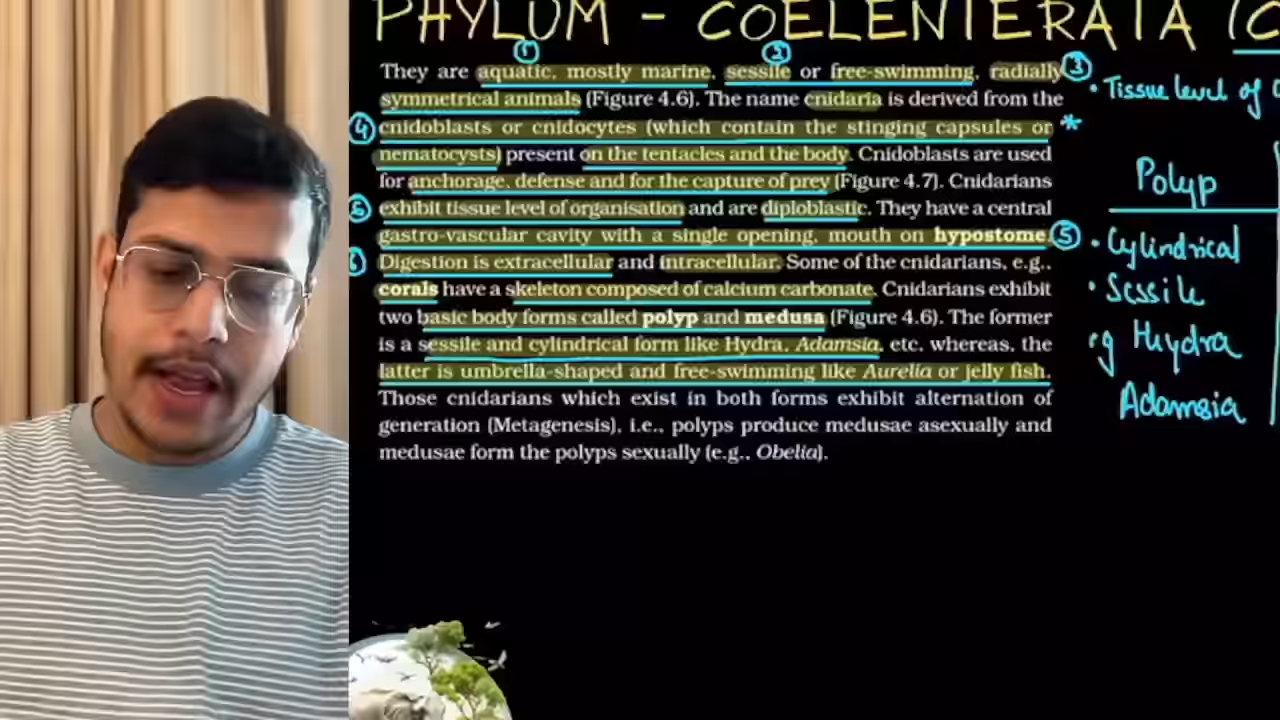 PHYLUM - COELENTERATA (C
They are aquatic, mostly marine, sessile or free-swimming, radially
symmetrical animals (Figure 4.6). The name cnidaria is derived from the
cnidoblasts or cnidocytes (which contain the stinging capsules or
nematocysts) present on the tentacles and the body. Cnidoblasts are used
for anchorage, defense and for the capture of prey (Figure 4.7). Cnidarians
exhibit tissue level of organisation and are diploblastic. They have a central
gastro-vascular cavity with a single opening, mouth on hypostome.
Digestion is extracellular and intracellular. Some of the cnidarians, e.g.,
corals have a skeleton composed of calcium carbonate. Cnidarians exhibit
two basic body forms called polyp and medusa (Figure 4.6). The former
is a sessile and cylindrical form like Hydra, Adamsia, etc. whereas, the
latter is umbrella-shaped and free-swimming like Aurelia or jelly fish.
Those cnidarians which exist in both forms exhibit alternation of
generation (Metagenesis), i.e., polyps produce medusae asexually and
medusae form the polyps sexually (e.g., Obelia).
• Tissue level of
Polyp
• Cylindrical
• Sessile
eg Hydra
Adamsia